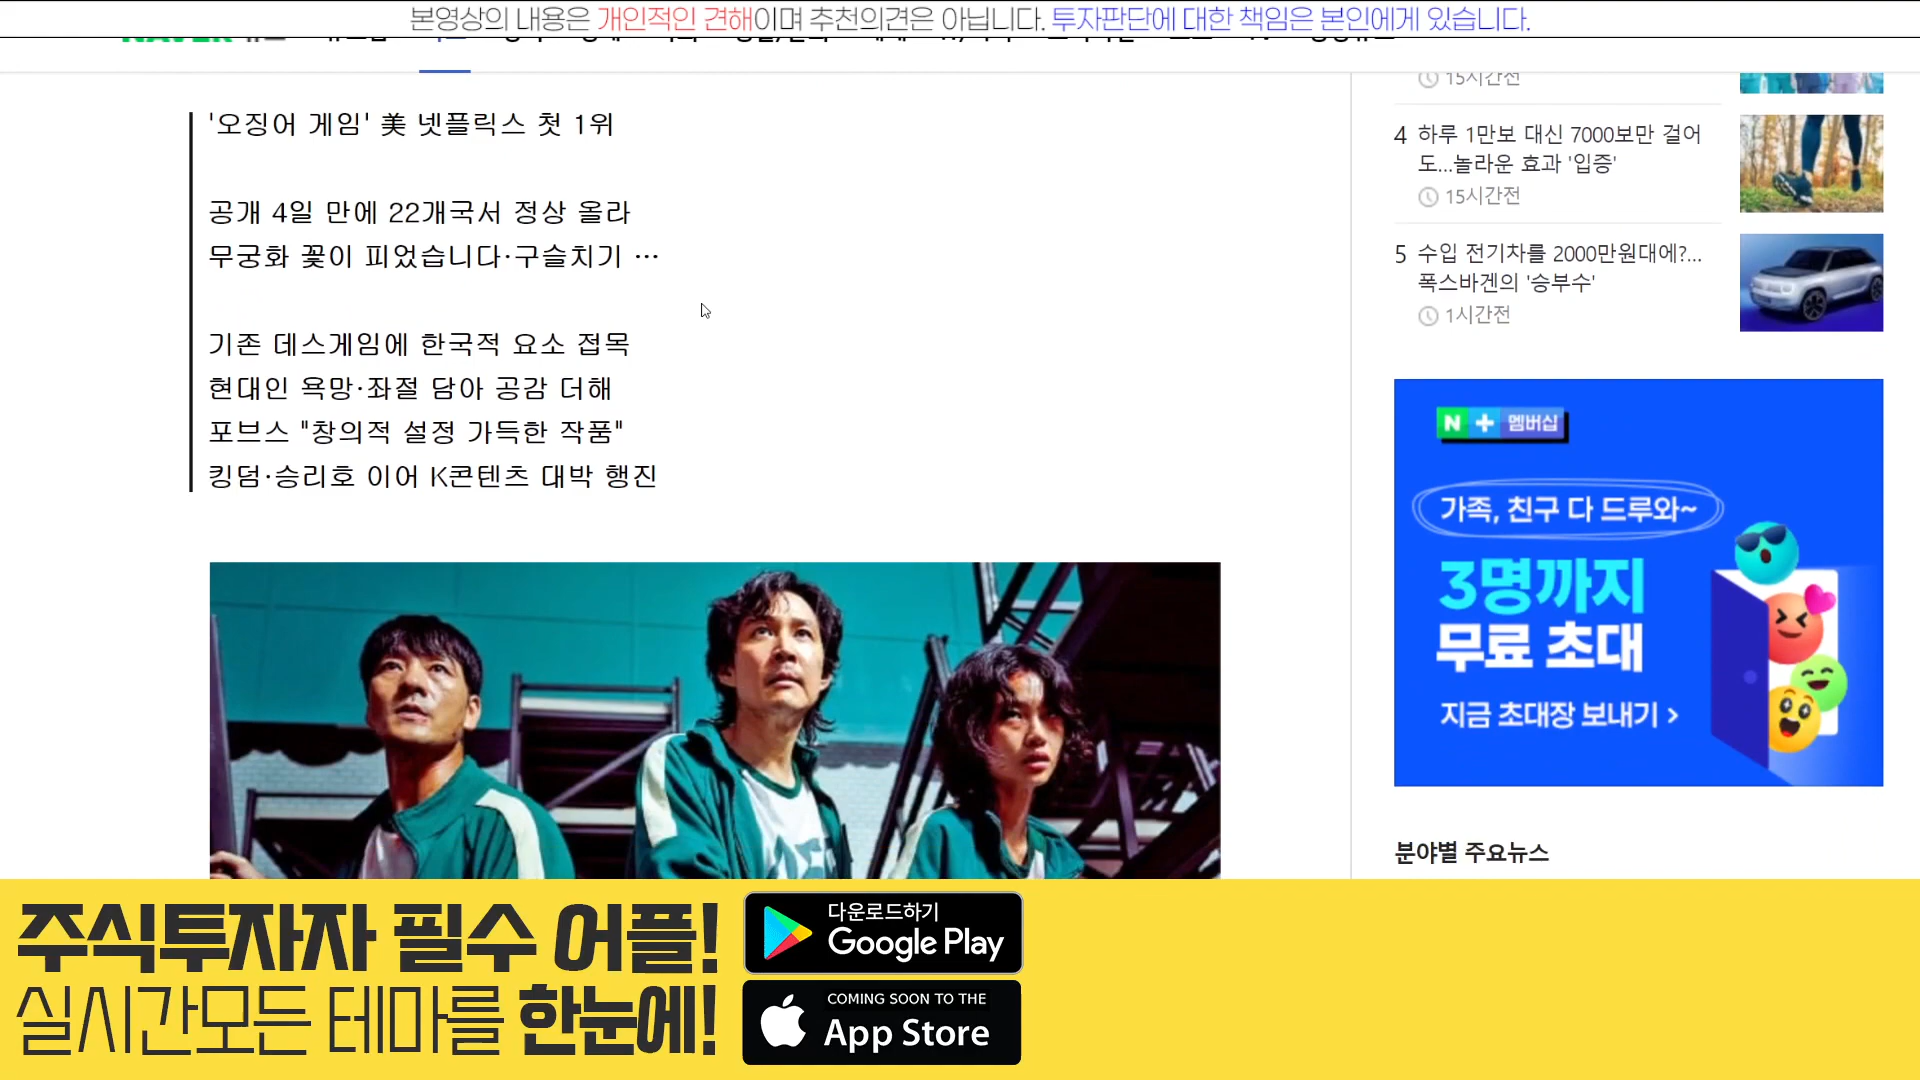 본영상의 내용은 개인적인 견해이며 추천의견은 아닙니다. 투자판단에 대한 책임은 본인에게 있습니다.
'오징어 게임' 美 넷플릭스 첫 1위
공개 4일 만에 22개국서 정상 올라
무궁화 꽃이 피었습니다·구슬치기 …
기존 데스게임에 한국적 요소 접목
현대인 욕망·좌절 담아 공감 더해
포브스 "창의적 설정 가득한 작품"
킹덤·승리호 이어 K콘텐츠 대박 행진
15시간전
4 하루 1만보 대신 7000보만 걸어
도...놀라운 효과 '입증'
15시간전
5 수입 전기차를 2000만원대에?...
폭스바겐의 '승부수'
1시간전
N + 멤버십
가족, 친구 다 드루와~
3명까지
무료 초대
지금 초대장 보내기 >
분야별 주요뉴스
주식투자자 필수 어플!
실시간모든 테마를 한눈에!
다운로드하기
Google Play
COMING SOON TO THE
App Store